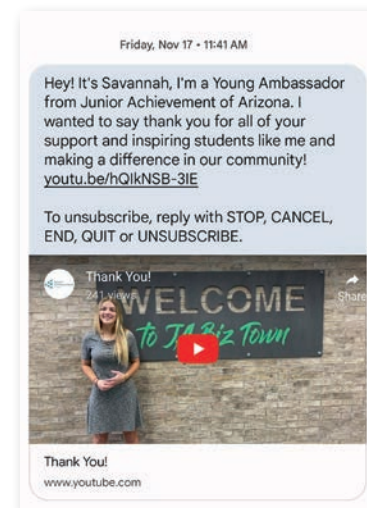 Friday, Nov 17 • 11:41 AM
Hey! It's Savannah, I'm a Young Ambassador
from Junior Achievement of Arizona. I
wanted to say thank you for all of your
support and inspiring students like me and
making a difference in our community!
youtu.be/hQIkNSB-3IE
To unsubscribe, reply with STOP, CANCEL,
END, QUIT or UNSUBSCRIBE.
Thank You!
241 views
Share
WELCOME
to JA Biz Town
Thank You!
www.youtube.com